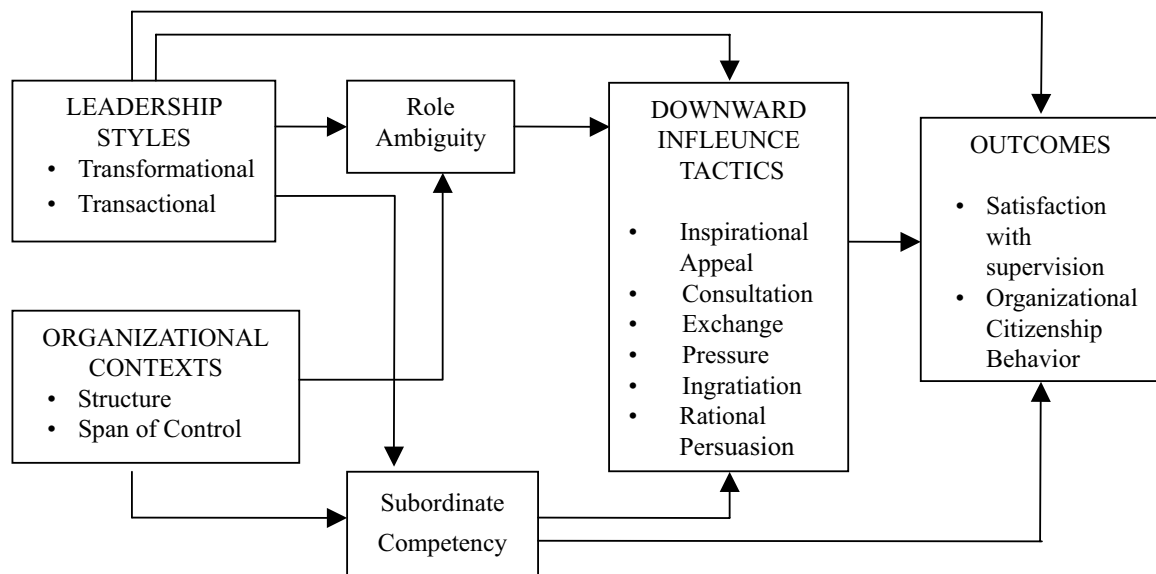 LEADERSHIP
STYLES
• Transformational
• Transactional
Role
Ambiguity
DOWNWARD
INFLEUNCE
TACTICS
• Inspirational
Appeal
• Consultation
• Exchange
• Pressure
• Ingratiation
• Rational
Persuasion
OUTCOMES
• Satisfaction
with
supervision
• Organizational
Citizenship
Behavior
ORGANIZATIONAL
CONTEXTS
• Structure
• Span of Control
Subordinate
Competency